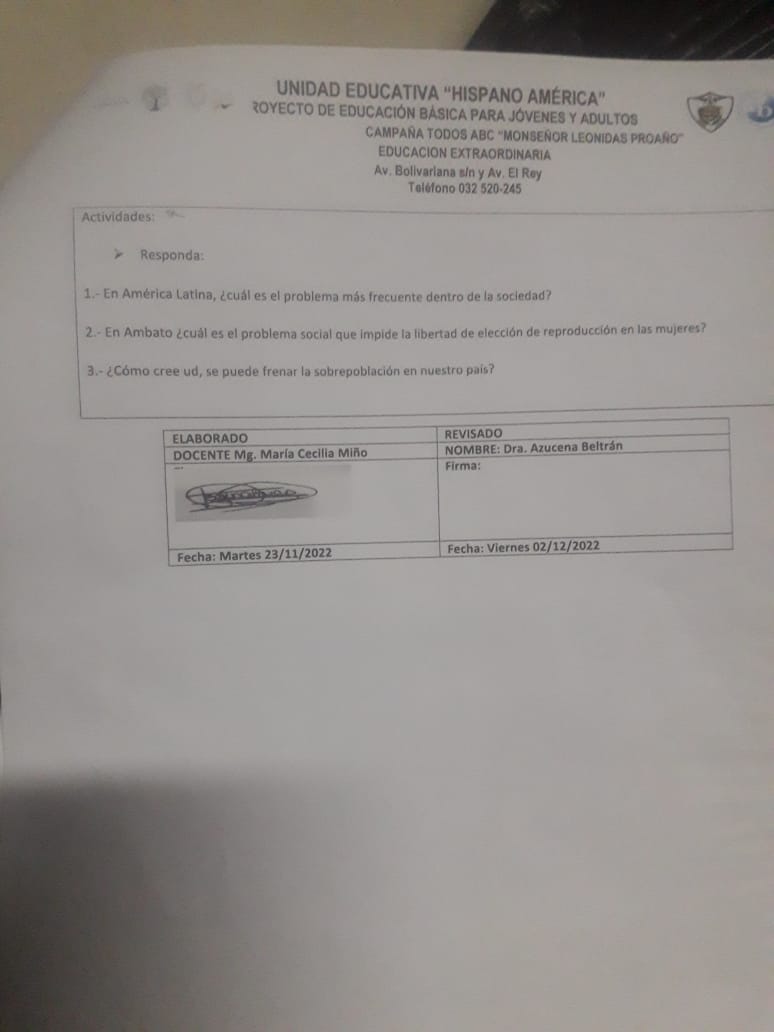 UNIDAD EDUCATIVA “HISPANO AMÉRICA”
ROYECTO DE EDUCACIÓN BÁSICA PARA JÓVENES Y ADULTOS
CAMPAÑA TODOS ABC “MONSEÑOR LEONIDAS PROAÑO”
EDUCACION EXTRAORDINARIA
Av. Bolivariana s/n y Av. El Rey
Teléfono 032 520-245
Actividades:
➢ Responda:
1.- En América Latina, ¿cuál es el problema más frecuente dentro de la sociedad?
2.- En Ambato ¿cuál es el problema social que impide la libertad de elección de reproducción en las mujeres?
3.- ¿Cómo cree ud, se puede frenar la sobrepoblación en nuestro país?
ELABORADO
DOCENTE Mg. María Cecilia Miño
Fecha: Martes 23/11/2022
REVISADO
NOMBRE: Dra. Azucena Beltrán
Firma:
Fecha: Viernes 02/12/2022